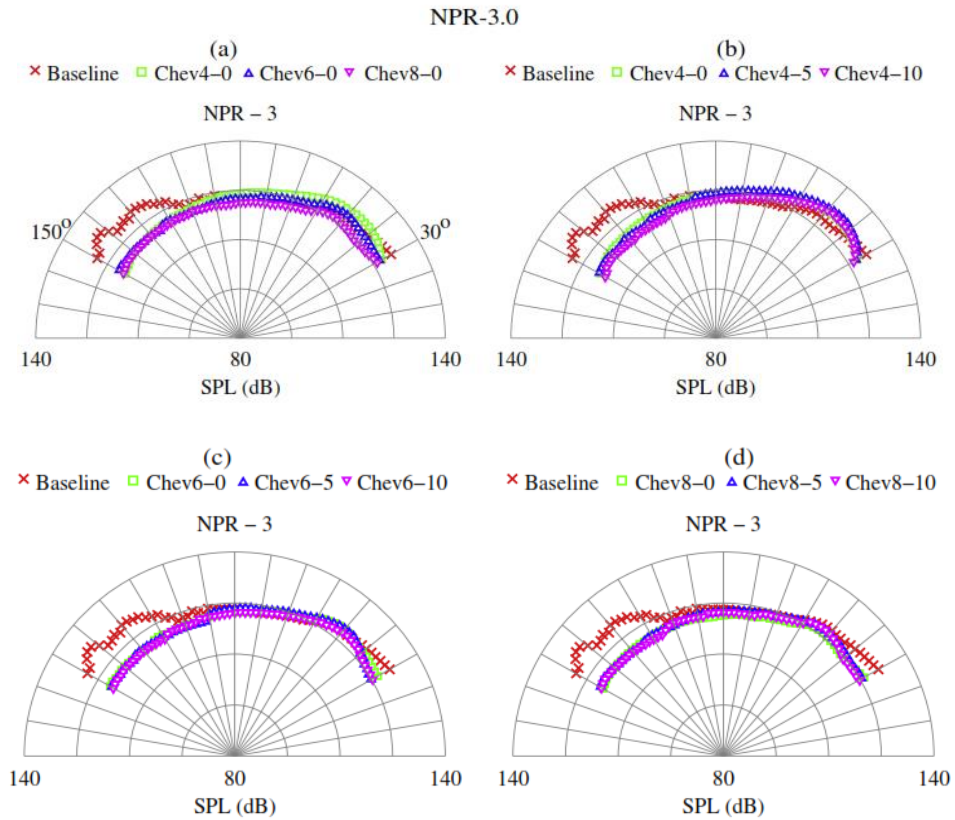 NPR-3.0
(a)
× Baseline □ Chev4−0 △ Chev6−0 ▽ Chev8−0
NPR − 3
150°
30°
140 80 140
SPL (dB)
(b)
× Baseline □ Chev4−0 △ Chev4−5 ▽ Chev4−10
NPR − 3
140 80 140
SPL (dB)
(c)
× Baseline □ Chev6−0 △ Chev6−5 ▽ Chev6−10
NPR − 3
140 80 140
SPL (dB)
(d)
× Baseline □ Chev8−0 △ Chev8−5 ▽ Chev8−10
NPR − 3
140 80 140
SPL (dB)